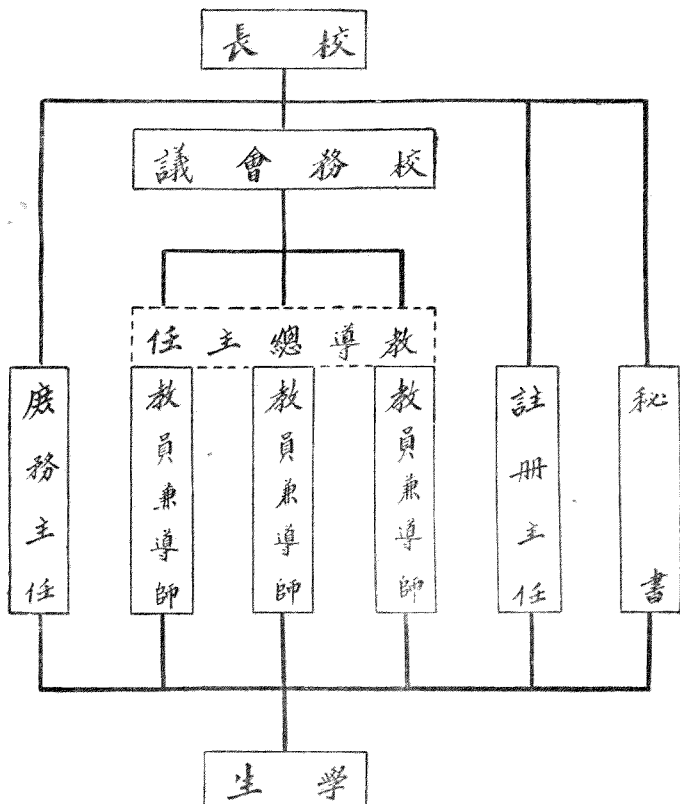 校長
校務會議
教導總主任
秘書
註册主任
教員兼導師
教員兼導師
教員兼導師
庶務主任
學生